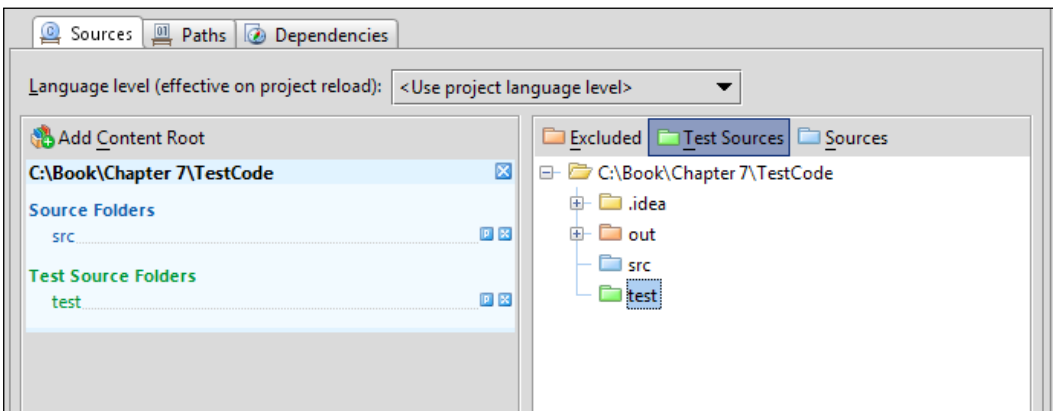 Sources Paths Dependencies
Language level (effective on project reload): <Use project language level>
Add Content Root
C:\Book\Chapter 7\TestCode
Source Folders
src
Test Source Folders
test
Excluded Test Sources Sources
C:\Book\Chapter 7\TestCode
.idea
out
src
test